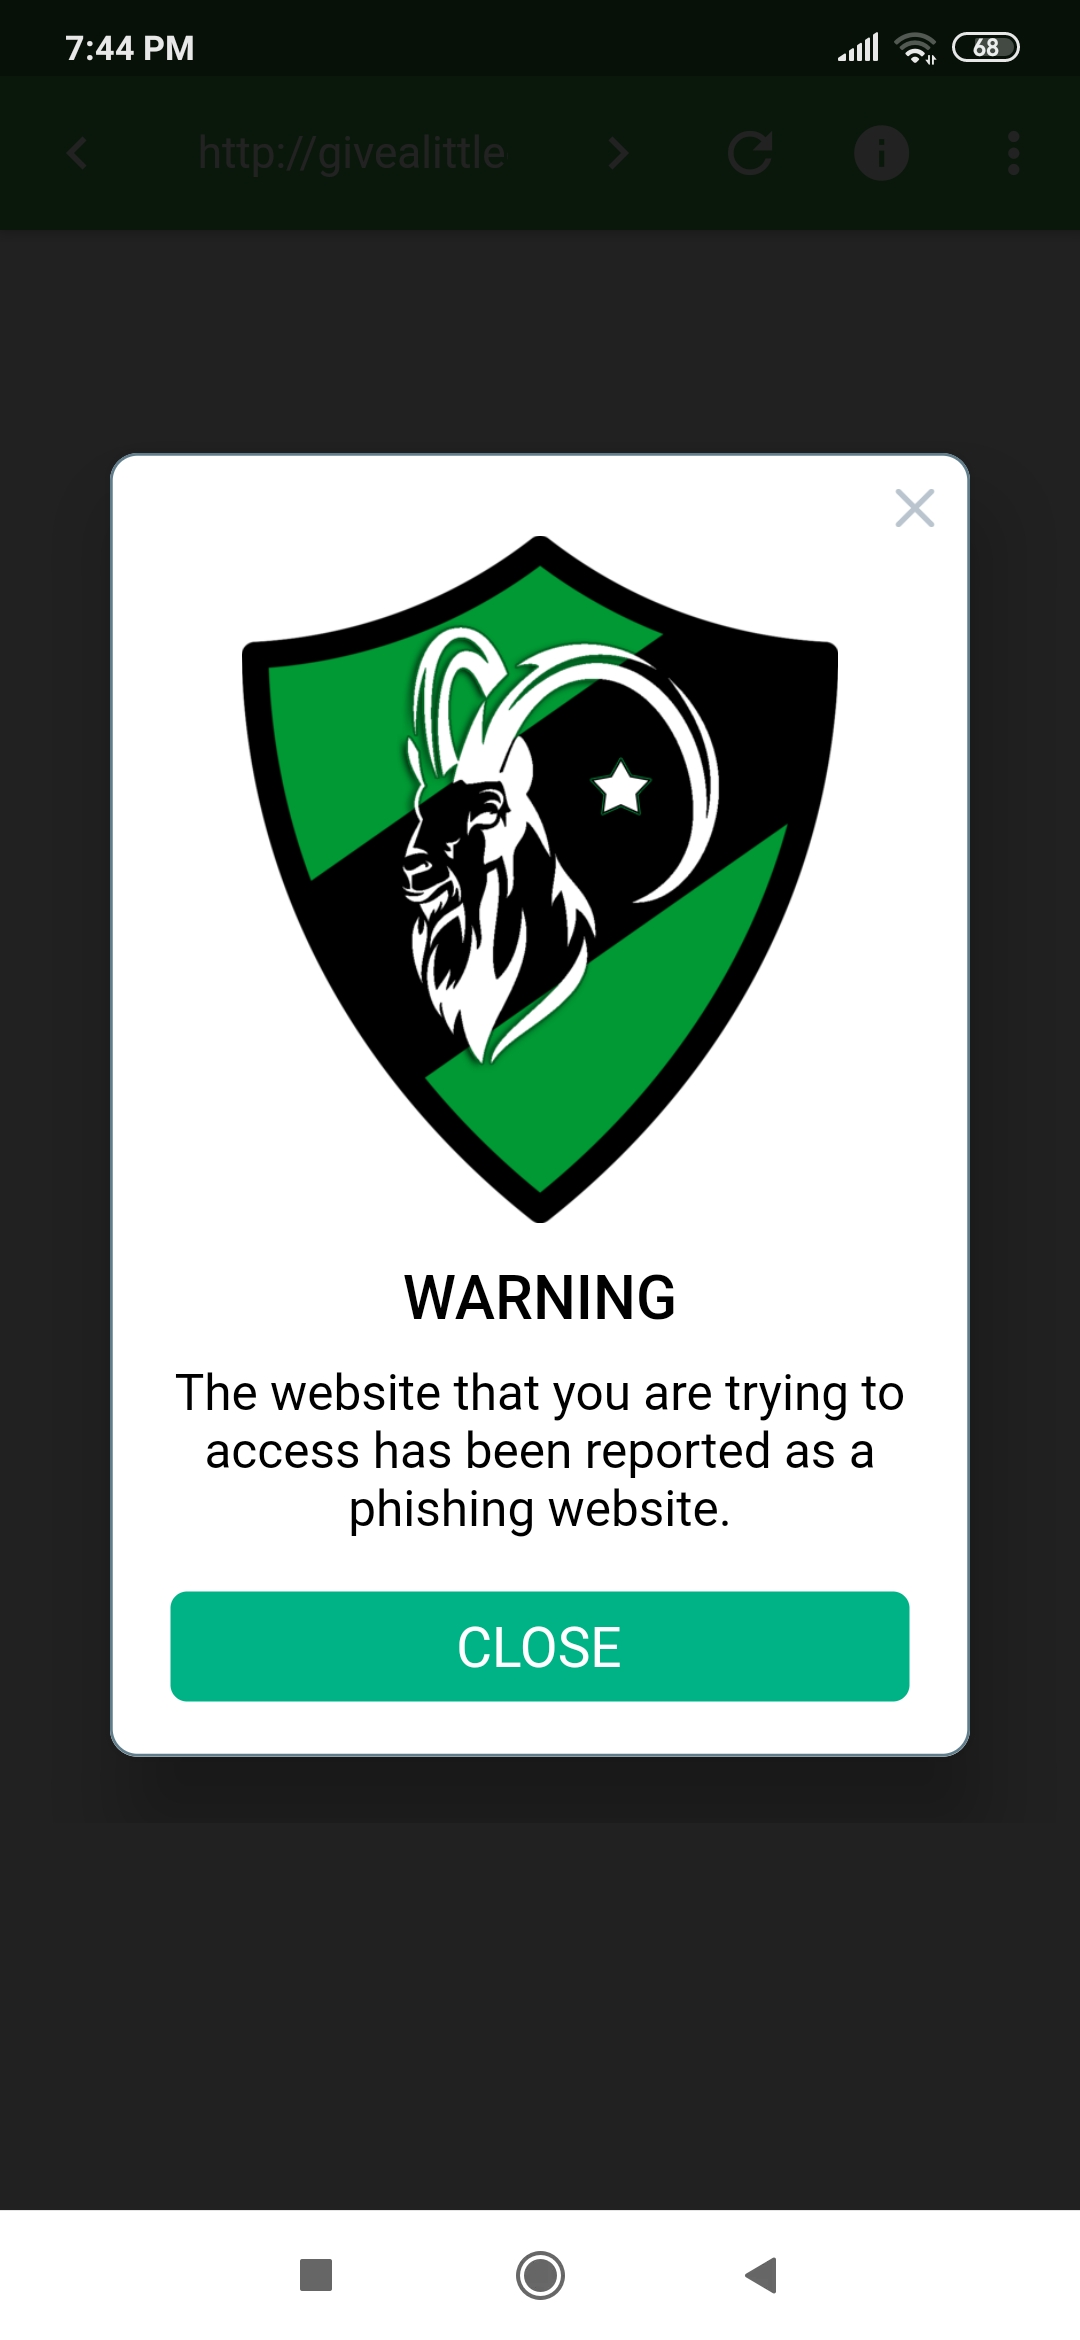 7:44 PM
68
http://givealittle
WARNING
The website that you are trying to
access has been reported as a
phishing website.
CLOSE